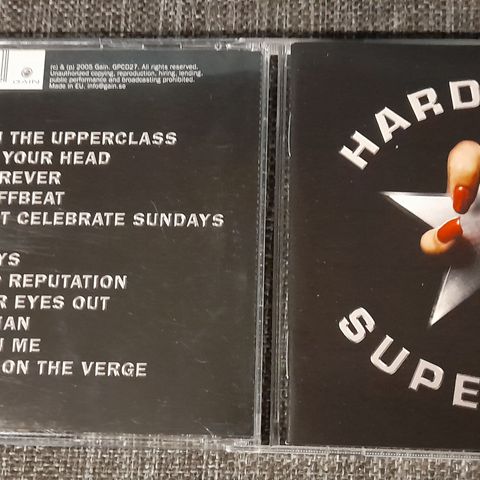 GAIN
(c) & (p) 2005 Gain. GPCD27. All rights reserved.
Unauthorized copying, reproduction, hiring, lending,
public performance and broadcasting prohibited.
Made in EU. info@gain.se
THE UPPERCLASS
YOUR HEAD
REVER
FFBEAT
T CELEBRATE SUNDAYS
YS
REPUTATION
R EYES OUT
MAN
ME
ON THE VERGE
HARD
SUPE